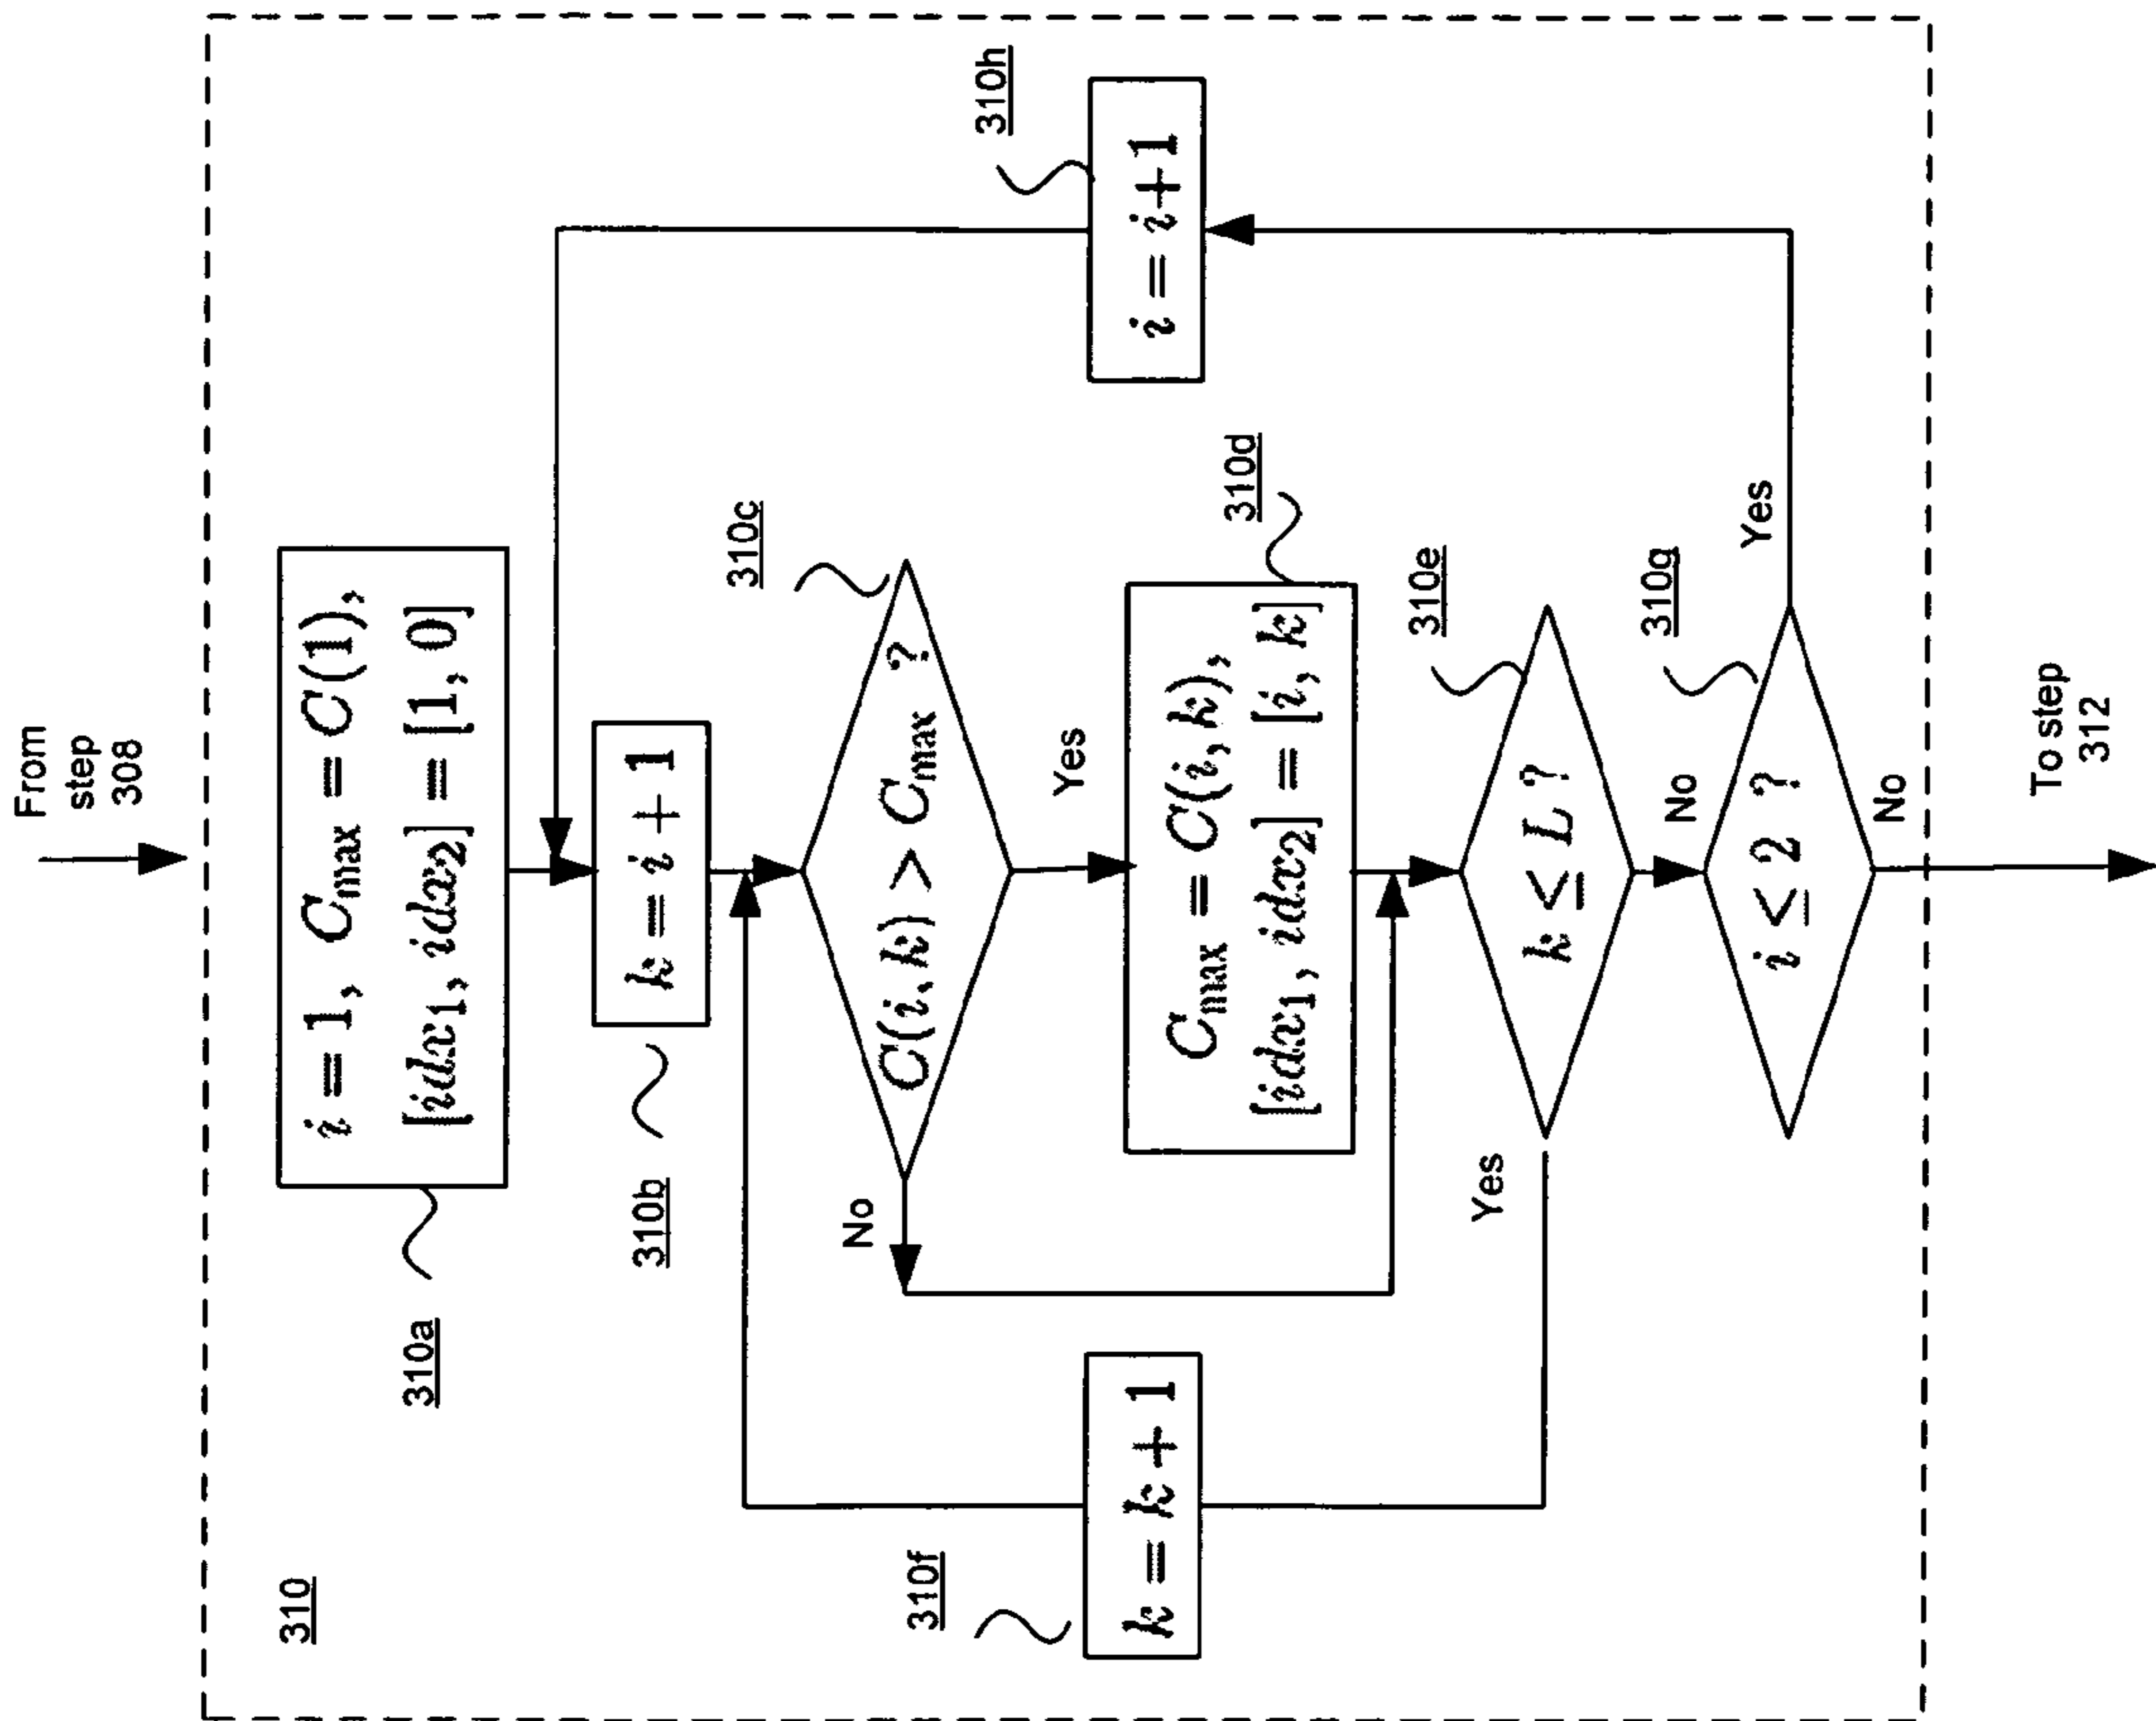 From
step
308
310
310a
i = 1, C_max = C(1),
[idx_1, idx_2] = [1, 0]
310b
k = i + 1
310c
C(i, k) > C_max ?
No
Yes
310d
C_max = C(i, k),
[idx_1, idx_2] = [i, k]
310e
k ≤ L ?
Yes
No
310f
k = k + 1
310g
i ≤ 2 ?
Yes
No
310h
i = i + 1
To step
312